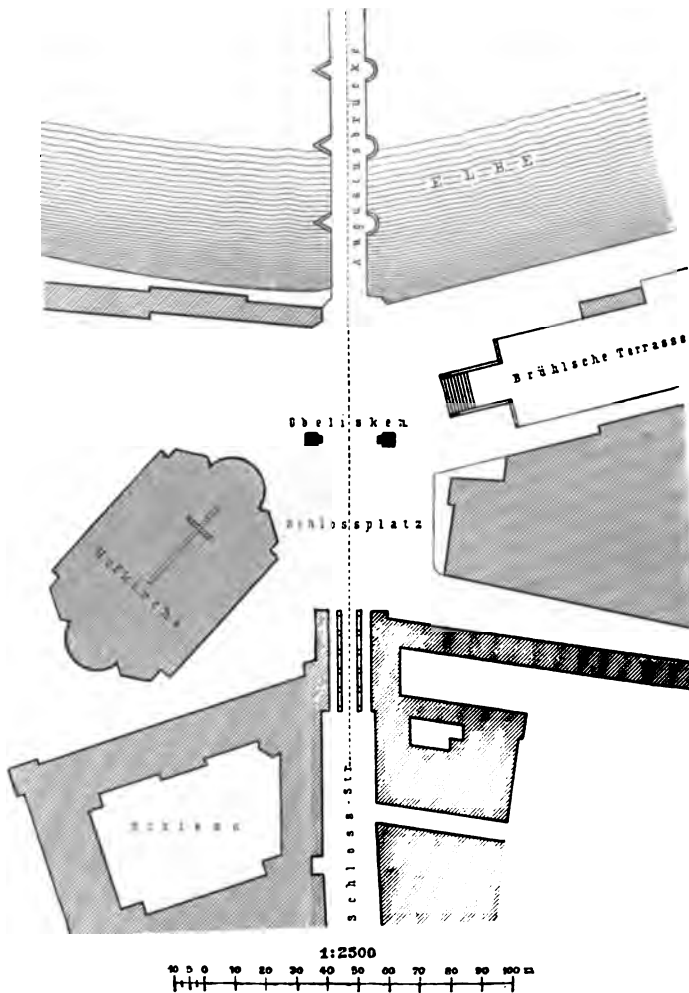 Augustusbrücke
ELBE
Brühlsche Terrasse
Obelisken
Schlossplatz
Hofkirche
Schloss
Schloss-Str.
1:2500
10 5 0 10 20 30 40 50 60 70 80 90 100 m